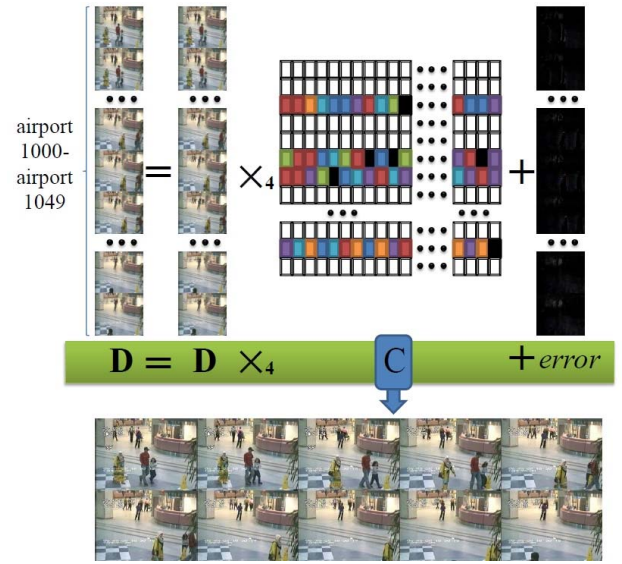 airport
1000-
airport
1049
= ×₄ +
D = D ×₄ C + error